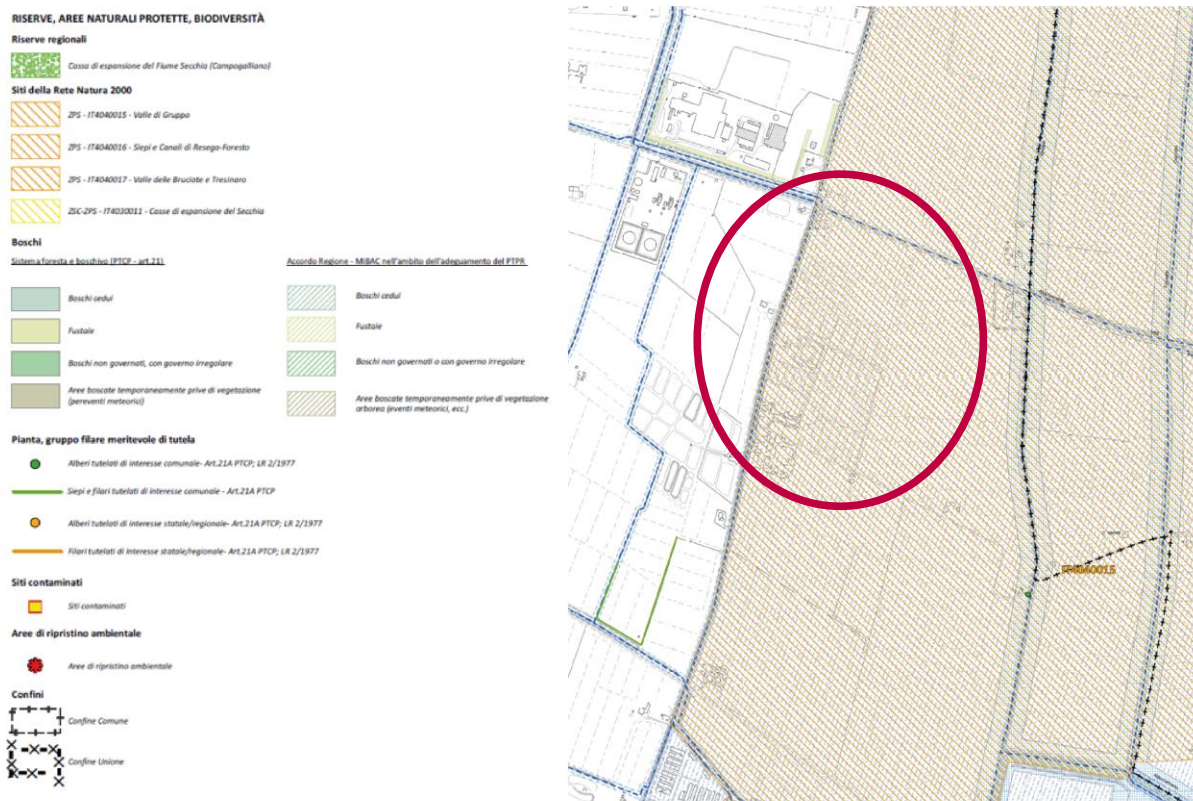 RISERVE, AREE NATURALI PROTETTE, BIODIVERSITÀ
Riserve regionali
Cassa di espansione del Fiume Secchia (Campogalliano)
Siti della Rete Natura 2000
ZPS - IT4040015 - Valle di Gruppo
ZPS - IT4040016 - Siepi e Canali di Resega-Foresto
ZPS - IT4040017 - Valle delle Bruciate e Tresinaro
ZSC-ZPS - IT4030011 - Casse di espansione del Secchia
Boschi
Sistema foresta e boschivo (PTCP - art.21)
Accordo Regione - MiBAC nell'ambito dell'adeguamento del PTPR
Boschi cedui
Boschi cedui
Fustaie
Fustaie
Boschi non governati, con governo irregolare
Boschi non governati o con governo irregolare
Aree boscate temporaneamente prive di vegetazione
(pereventi meteorici)
Aree boscate temporaneamente prive di vegetazione
arborea (eventi meteorici, ecc.)
Pianta, gruppo filare meritevole di tutela
Alberi tutelati di interesse comunale- Art.21A PTCP; LR 2/1977
Siepi e filari tutelati di interesse comunale - Art.21A PTCP
Alberi tutelati di interesse statale/regionale- Art.21A PTCP; LR 2/1977
Filari tutelati di interesse statale/regionale- Art.21A PTCP; LR 2/1977
Siti contaminati
Siti contaminati
Aree di ripristino ambientale
Aree di ripristino ambientale
Confini
Confine Comune
Confine Unione
IT4040015